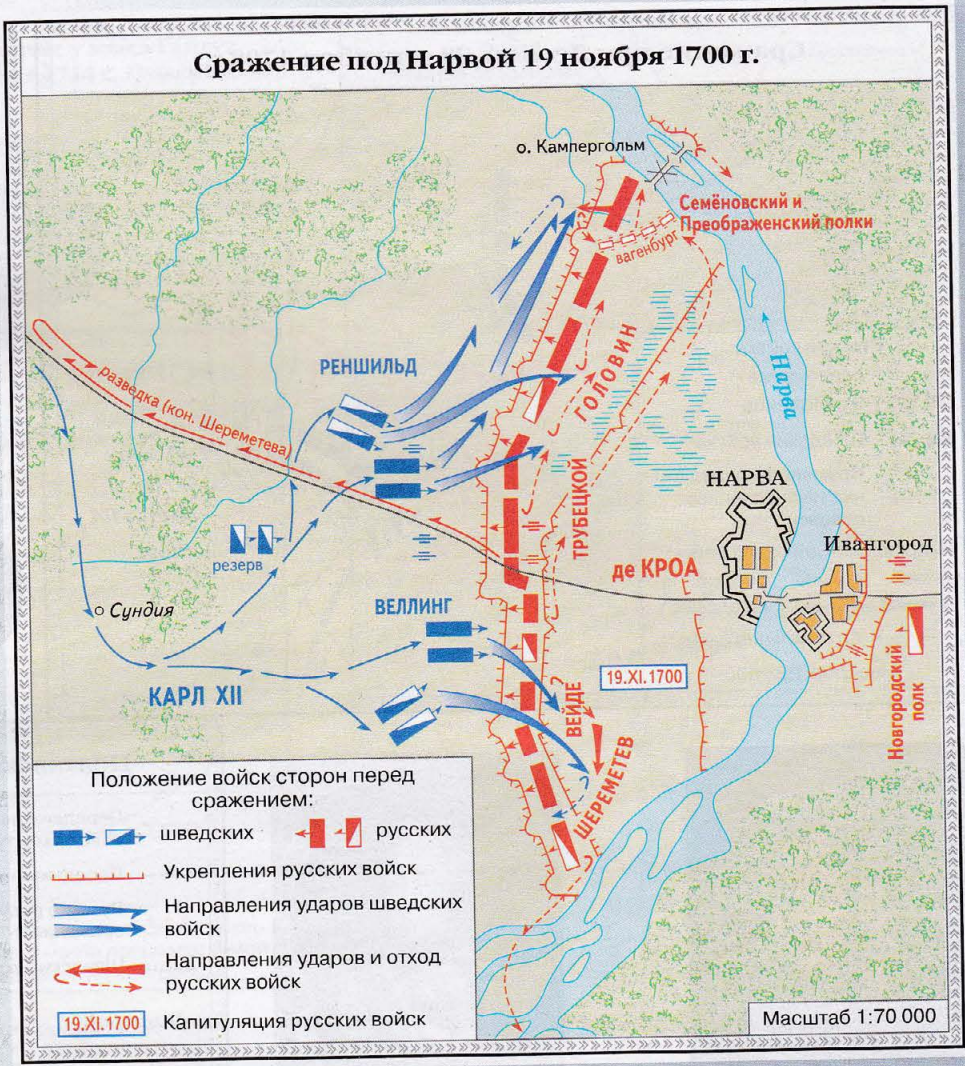 Сражение под Нарвой 19 ноября 1700 г.
о. Кампергольм
Семёновский и
Преображенский полки
вагенбург
РЕНШИЛЬД
разведка (кон. Шереметева)
ГОЛОВИН
Нарва
НАРВА
ТРУБЕЦКОЙ
Ивангород
резерв
де КРОА
Сундия
ВЕЛЛИНГ
КАРЛ XII
19.XI.1700
ВЕЙДЕ
Новгородский
полк
ШЕРЕМЕТЕВ
Положение войск сторон перед
сражением:
шведских
русских
Укрепления русских войск
Направления ударов шведских
войск
Направления ударов и отход
русских войск
19.XI.1700 Капитуляция русских войск
Масштаб 1:70 000